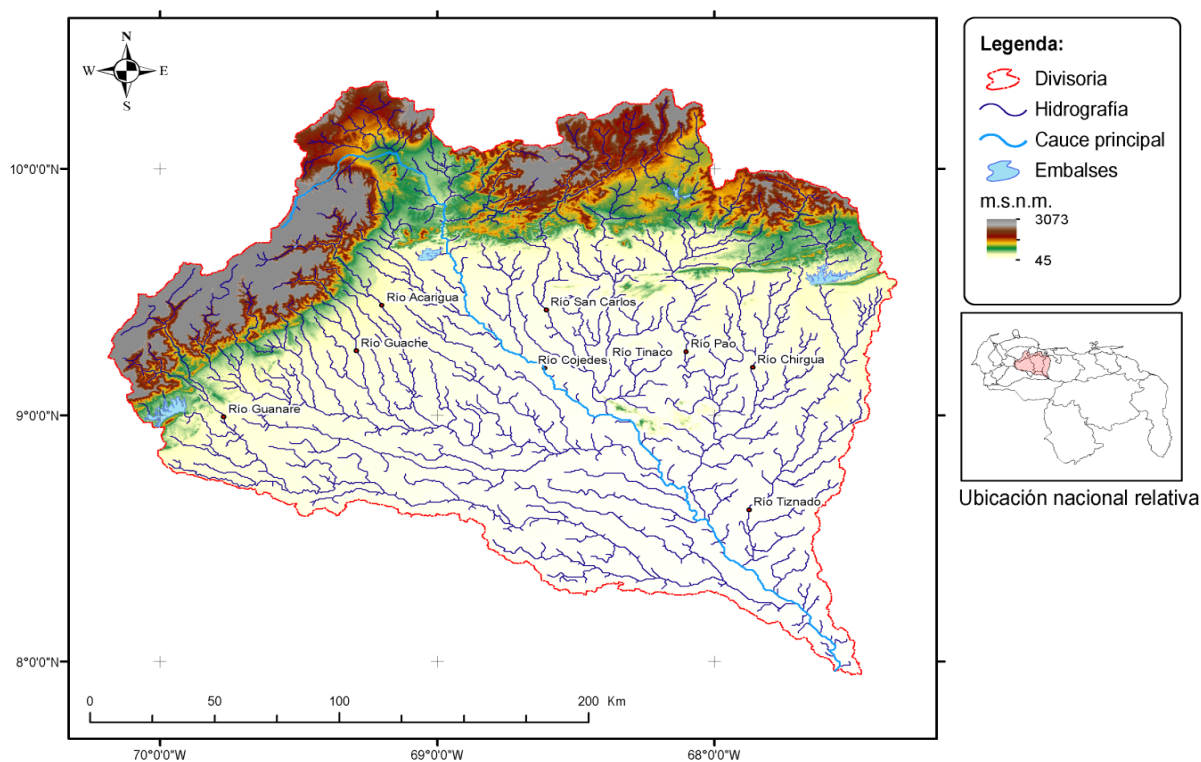 N
W
E
S
10°0'0"N
9°0'0"N
8°0'0"N
Río Acarigua
Río San Carlos
Río Guache
Río Cojedes
Río Tinaco
Río Pao
Río Chirgua
Río Guanare
Río Tiznado
0 50 100 200 Km
70°0'0"W 69°0'0"W 68°0'0"W
Legenda:
Divisoria
Hidrografía
Cauce principal
Embalses
m.s.n.m.
3073
45
Ubicación nacional relativa